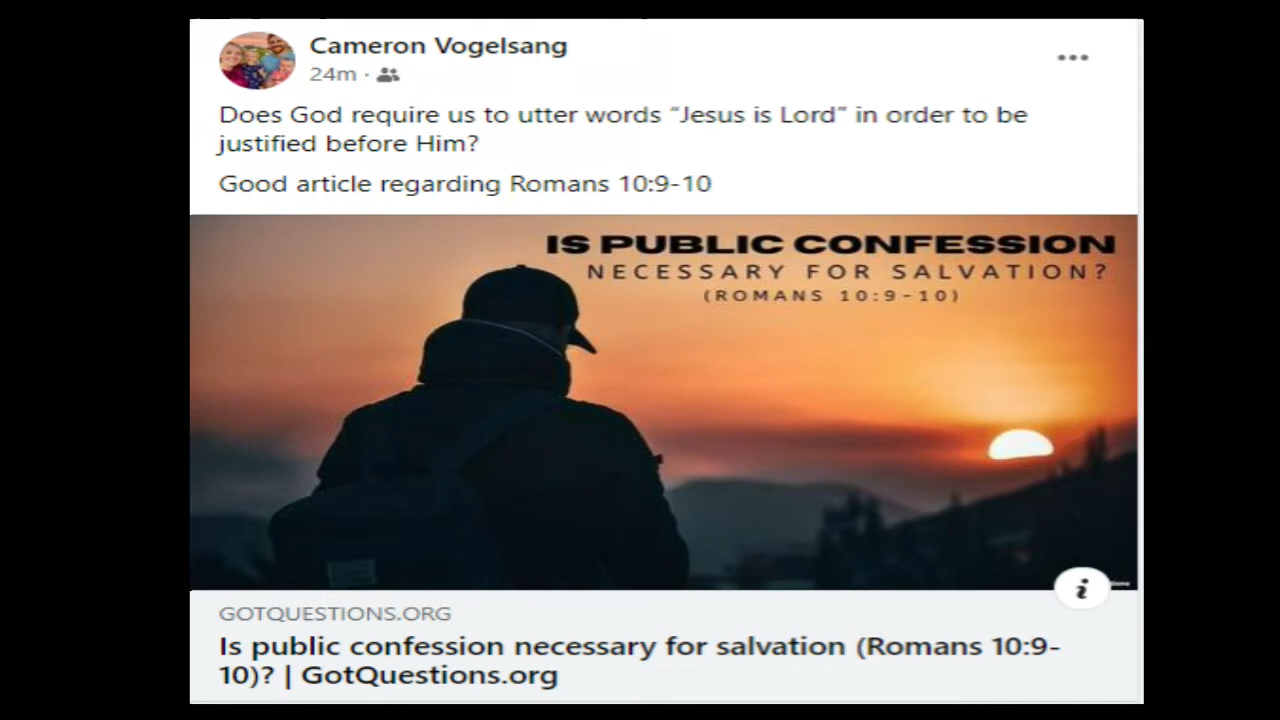 Cameron Vogelsang
24m ·
Does God require us to utter words “Jesus is Lord” in order to be
justified before Him?
Good article regarding Romans 10:9-10
IS PUBLIC CONFESSION
NECESSARY FOR SALVATION?
(ROMANS 10:9-10)
i
GOTQUESTIONS.ORG
Is public confession necessary for salvation (Romans 10:9-
10)? | GotQuestions.org